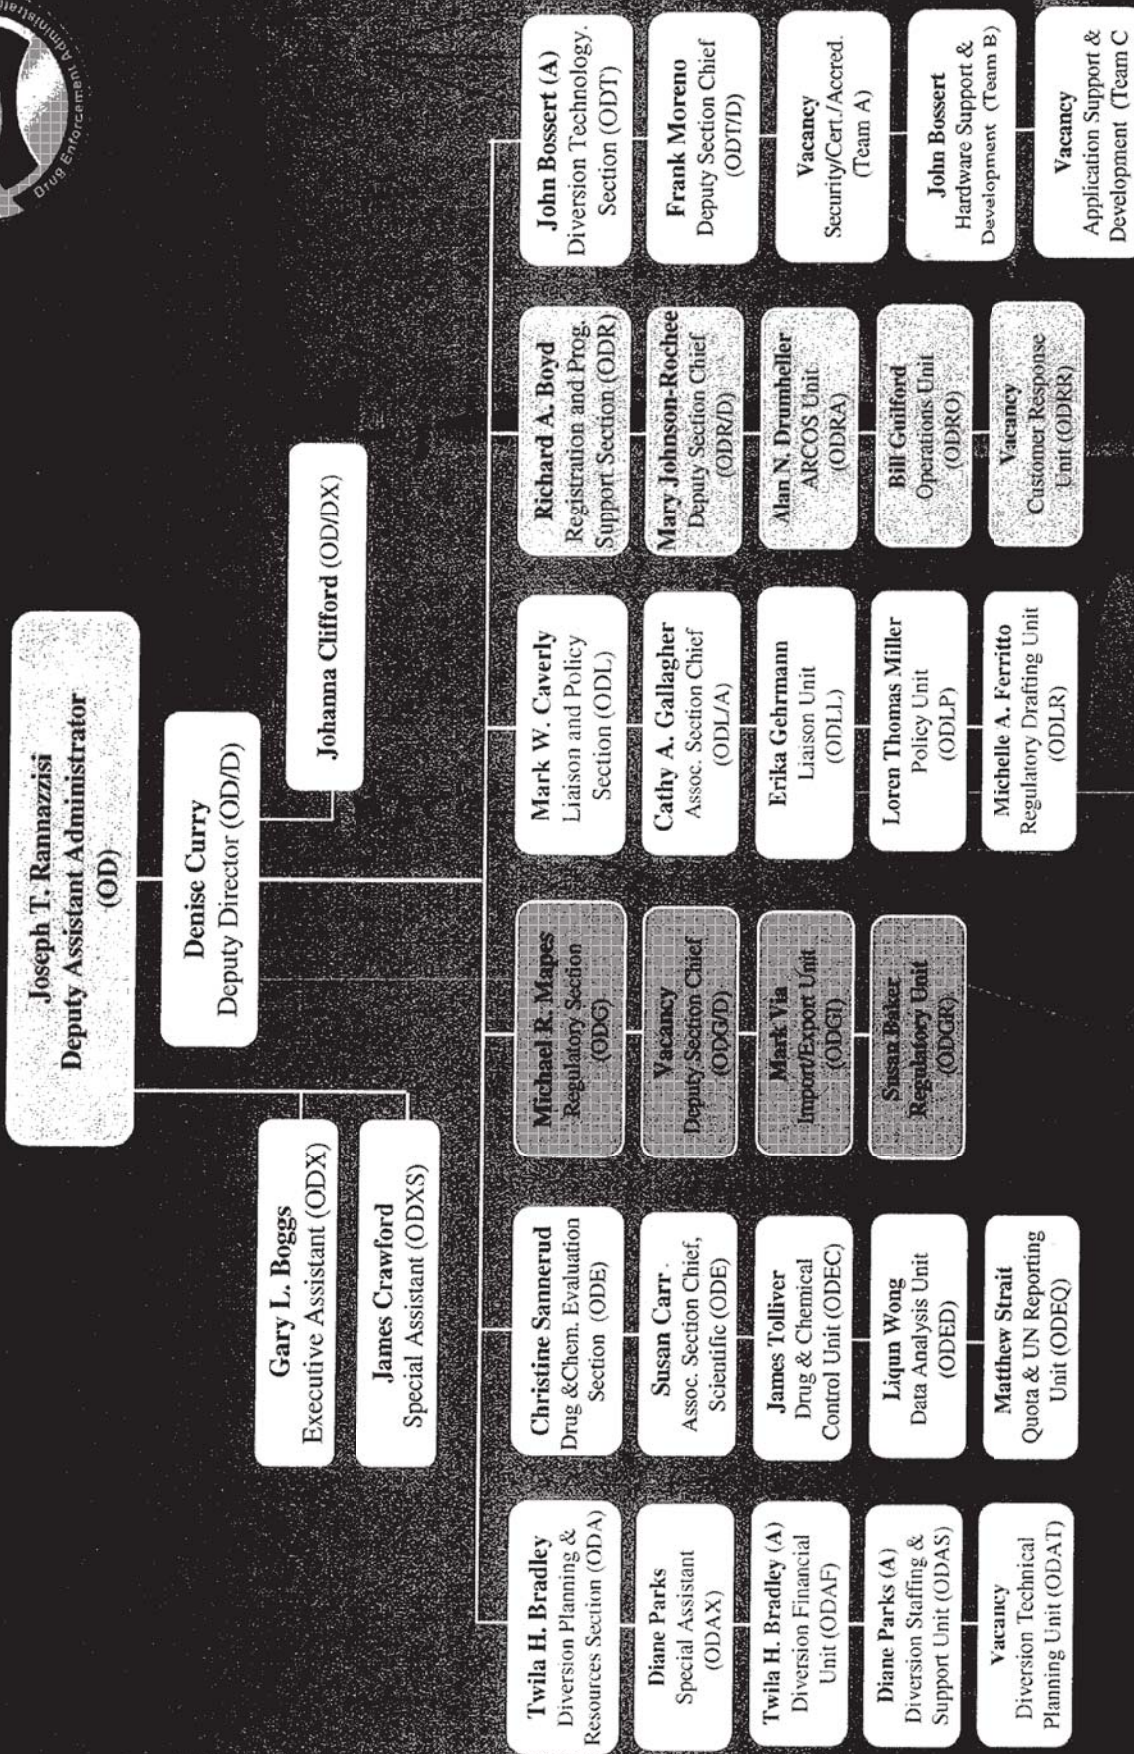 Drug Enforcement
Joseph T. Rannazzisi
Deputy Assistant Administrator
(OD)
Denise Curry
Deputy Director (OD/D)
Johanna Clifford (OD/DX)
Gary L. Boggs
Executive Assistant (ODX)
James Crawford
Special Assistant (ODXS)
Twila H. Bradley
Diversion Planning &
Resources Section (ODA)
Diane Parks
Special Assistant
(ODAX)
Twila H. Bradley (A)
Diversion Financial
Unit (ODAF)
Diane Parks (A)
Diversion Staffing &
Support Unit (ODAS)
Vacancy
Diversion Technical
Planning Unit (ODAT)
Christine Sannerud
Drug &Chem. Evaluation
Section (ODE)
Susan Carr
Assoc. Section Chief,
Scientific (ODE)
James Tolliver
Drug & Chemical
Control Unit (ODEC)
Liqun Wong
Data Analysis Unit
(ODED)
Matthew Strait
Quota & UN Reporting
Unit (ODEQ)
Michael R. Mapes
Regulatory Section
(ODG)
Vacancy
Deputy Section Chief
(ODG/D)
Mark Via
Import/Export Unit
(ODGI)
Susan Baker
Regulatory Unit
(ODGR)
Mark W. Caverly
Liaison and Policy
Section (ODL)
Cathy A. Gallagher
Assoc. Section Chief
(ODL/A)
Erika Gehrmann
Liaison Unit
(ODLL)
Loren Thomas Miller
Policy Unit
(ODLP)
Michelle A. Ferritto
Regulatory Drafting Unit
(ODLR)
Richard A. Boyd
Registration and Prog.
Support Section (ODR)
Mary Johnson-Rochee
Deputy Section Chief
(ODR/D)
Alan N. Drumheller
ARCOS Unit
(ODRA)
Bill Guilford
Operations Unit
(ODRO)
Vacancy
Customer Response
Unit (ODRR)
John Bossert (A)
Diversion Technology.
Section (ODT)
Frank Moreno
Deputy Section Chief
(ODT/D)
Vacancy
Security/Cert./Accred.
(Team A)
John Bossert
Hardware Support &
Development (Team B)
Vacancy
Application Support &
Development (Team C